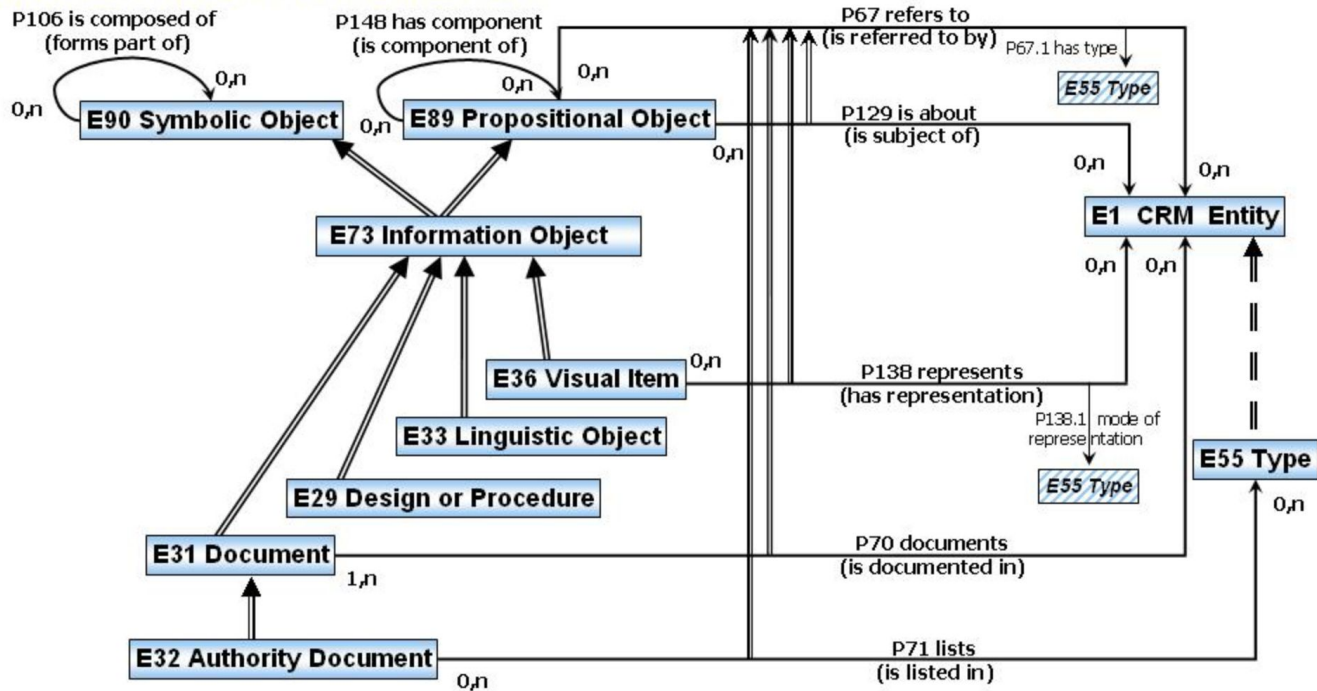 P106 is composed of
(forms part of)
P148 has component
(is component of)
P67 refers to
(is referred to by)
P67.1 has type
E55 Type
0,n
0,n
0,n
0,n
0,n
0,n
E90 Symbolic Object
E89 Propositional Object
P129 is about
(is subject of)
0,n
0,n
E1 CRM Entity
E73 Information Object
0,n
0,n
E36 Visual Item
0,n
P138 represents
(has representation)
E33 Linguistic Object
P138.1 mode of
representation
E55 Type
E55 Type
0,n
E29 Design or Procedure
E31 Document
1,n
P70 documents
(is documented in)
E32 Authority Document
0,n
P71 lists
(is listed in)